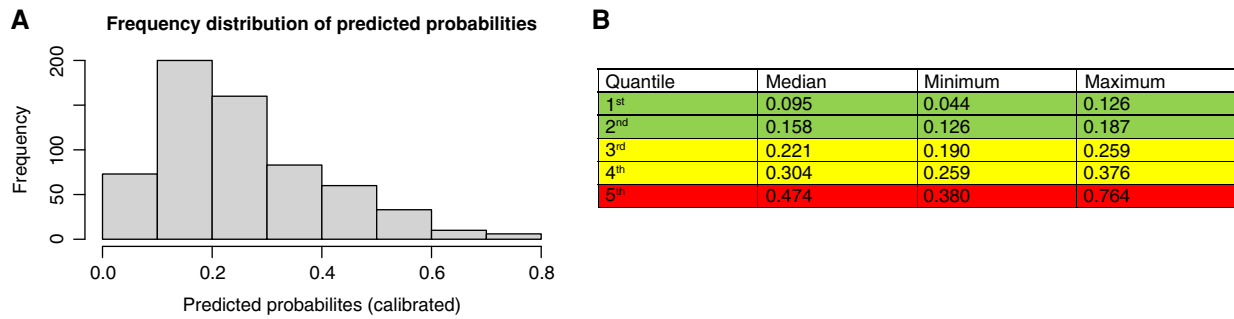 A
Frequency distribution of predicted probabilities
Frequency
200
100
50
0
0.0 0.2 0.4 0.6 0.8
Predicted probabilites (calibrated)
B
Quantile Median Minimum Maximum
1st 0.095 0.044 0.126
2nd 0.158 0.126 0.187
3rd 0.221 0.190 0.259
4th 0.304 0.259 0.376
5th 0.474 0.380 0.764